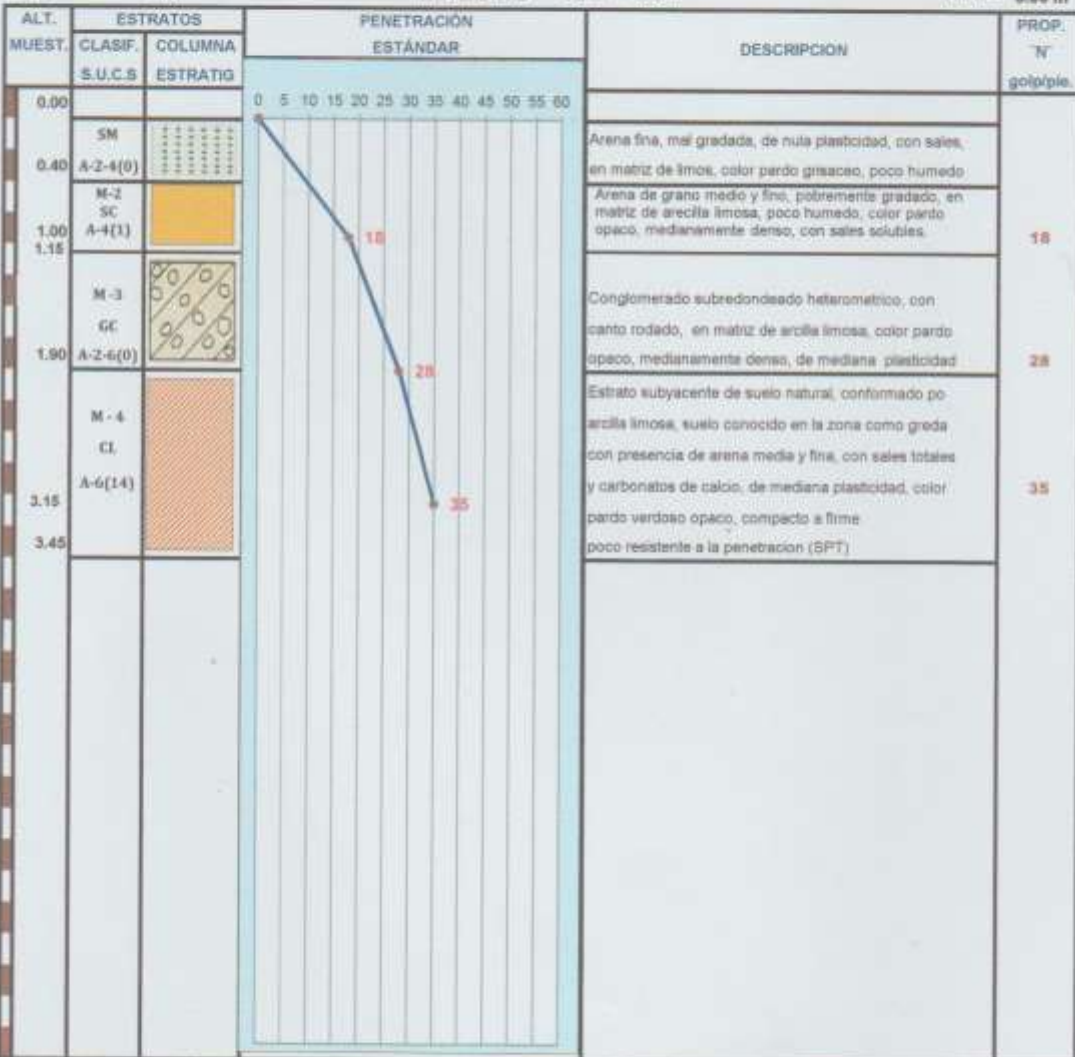 ALT.
MUEST.
ESTRATOS
CLASIF.
S.U.C.S
COLUMNA
ESTRATIG
PENETRACIÓN
ESTÁNDAR
DESCRIPCION
PROP.
"N"
golp/pie.
0 5 10 15 20 25 30 35 40 45 50 55 60
0.00
SM
A-2-4(0)
0.40
Arena fina, mal gradada, de nula plasticidad, con sales,
en matriz de limos, color pardo grisaceo, poco humedo
M-2
SC
A-4(1)
1.00
1.15
18
Arena de grano medio y fino, pobremente gradado, en
matriz de arecilla limosa, poco humedo, color pardo
opaco, medianamente denso, con sales solubles.
18
M-3
GC
A-2-6(0)
1.90
28
Conglomerado subredondeado heterometrico, con
canto rodado, en matriz de arcilla limosa, color pardo
opaco, medianamente denso, de mediana plasticidad
28
M - 4
CL
A-6(14)
3.15
3.45
35
Estrato subyacente de suelo natural, conformado po
arcilla limosa, suelo conocido en la zona como greda
con presencia de arena media y fina, con sales totales
y carbonatos de calcio, de mediana plasticidad, color
pardo verdoso opaco, compacto a firme
poco resistente a la penetracion (SPT)
35